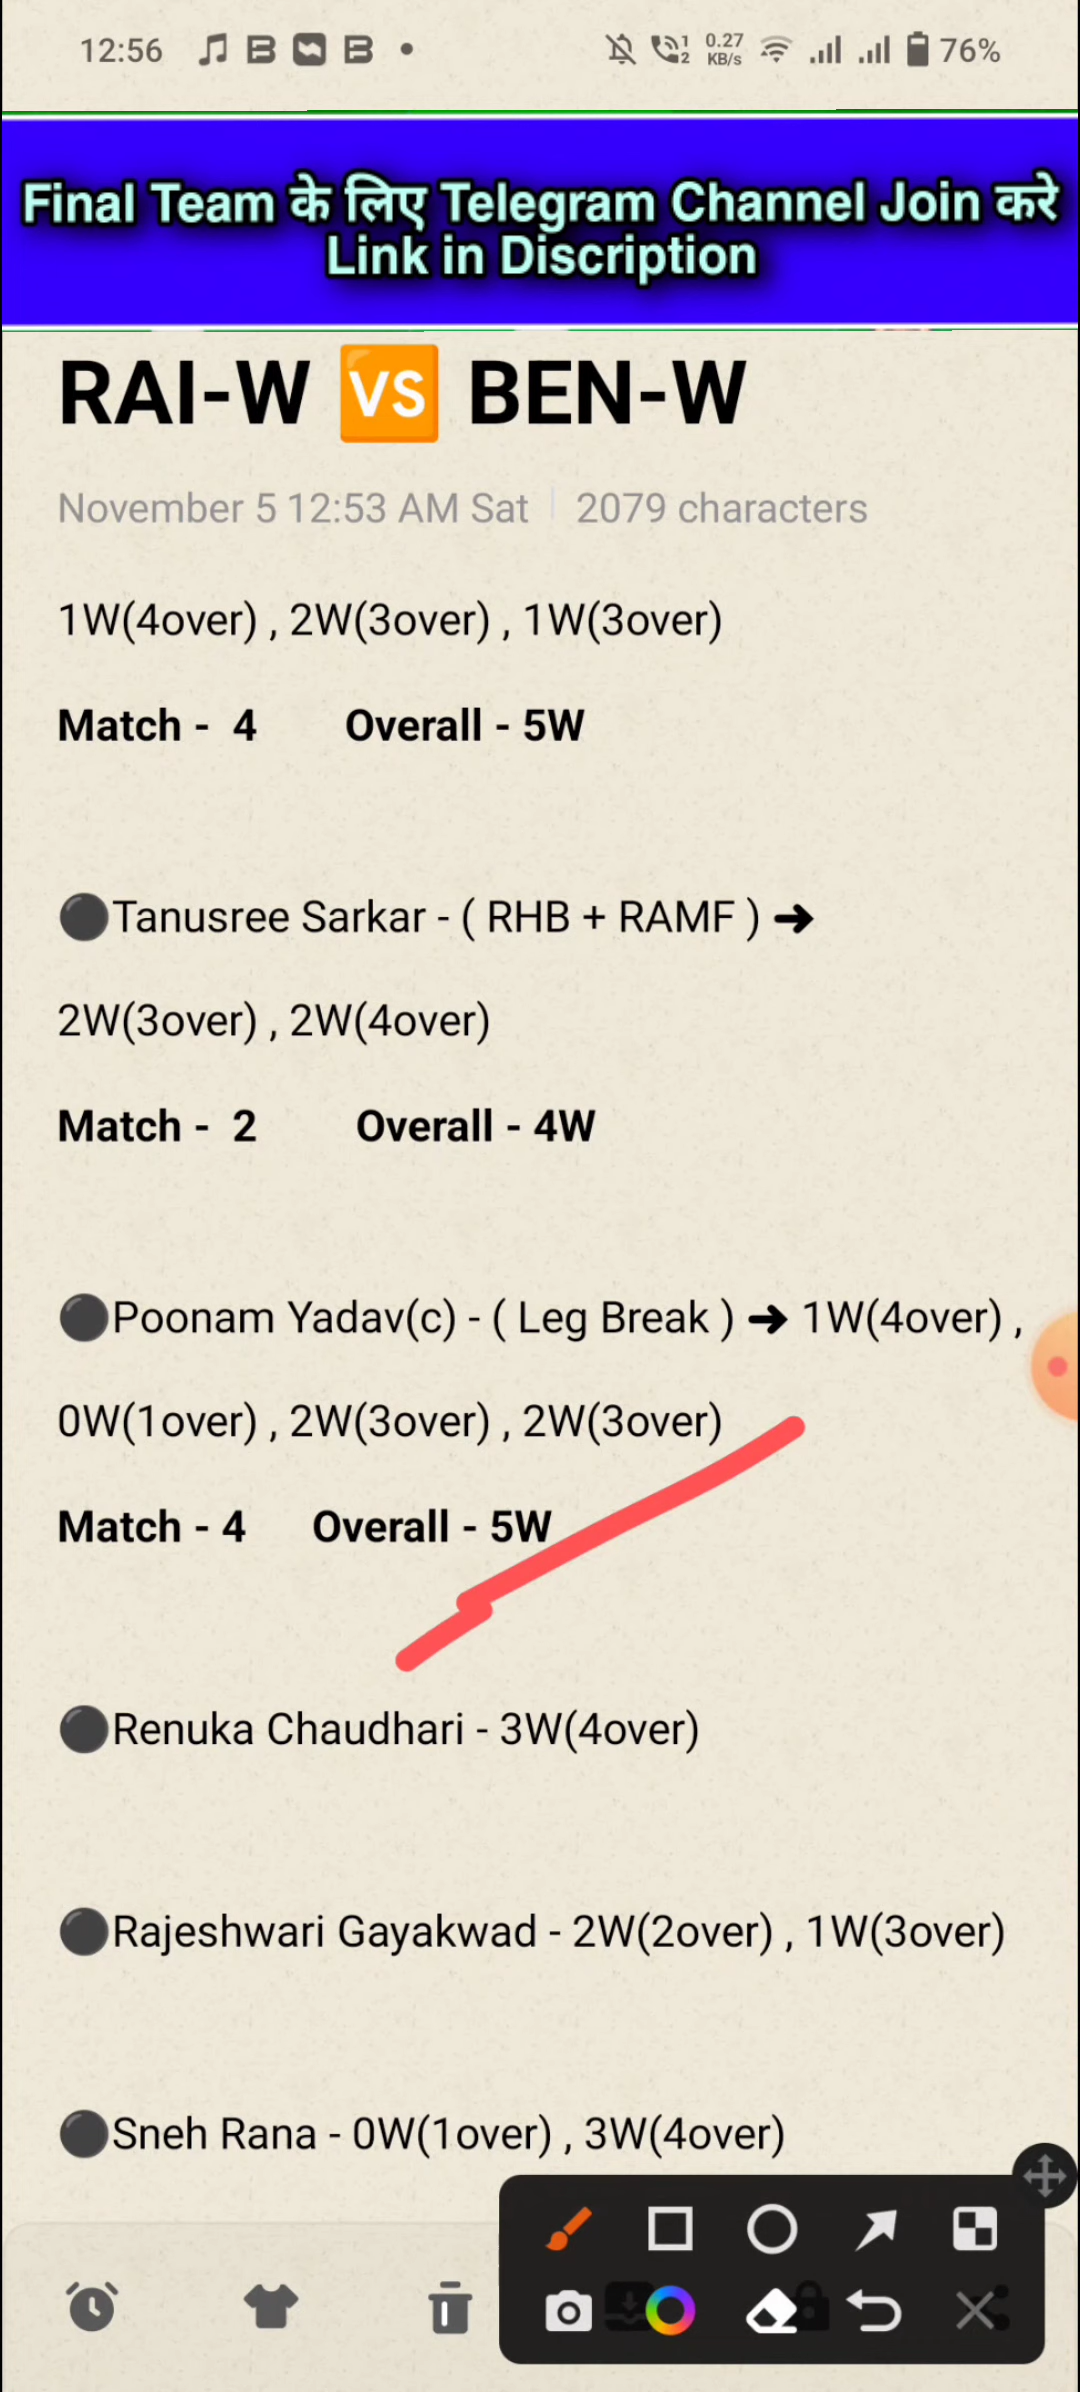 12:56
0.27 KB/s
76%
Final Team के लिए Telegram Channel Join करे
Link in Discription
RAI-W VS BEN-W
November 5 12:53 AM Sat | 2079 characters
1W(4over) , 2W(3over) , 1W(3over)
Match - 4 Overall - 5W
⚫Tanusree Sarkar - ( RHB + RAMF ) ➜
2W(3over) , 2W(4over)
Match - 2 Overall - 4W
⚫Poonam Yadav(c) - ( Leg Break ) ➜ 1W(4over) ,
0W(1over) , 2W(3over) , 2W(3over)
Match - 4 Overall - 5W
⚫Renuka Chaudhari - 3W(4over)
⚫Rajeshwari Gayakwad - 2W(2over) , 1W(3over)
⚫Sneh Rana - 0W(1over) , 3W(4over)